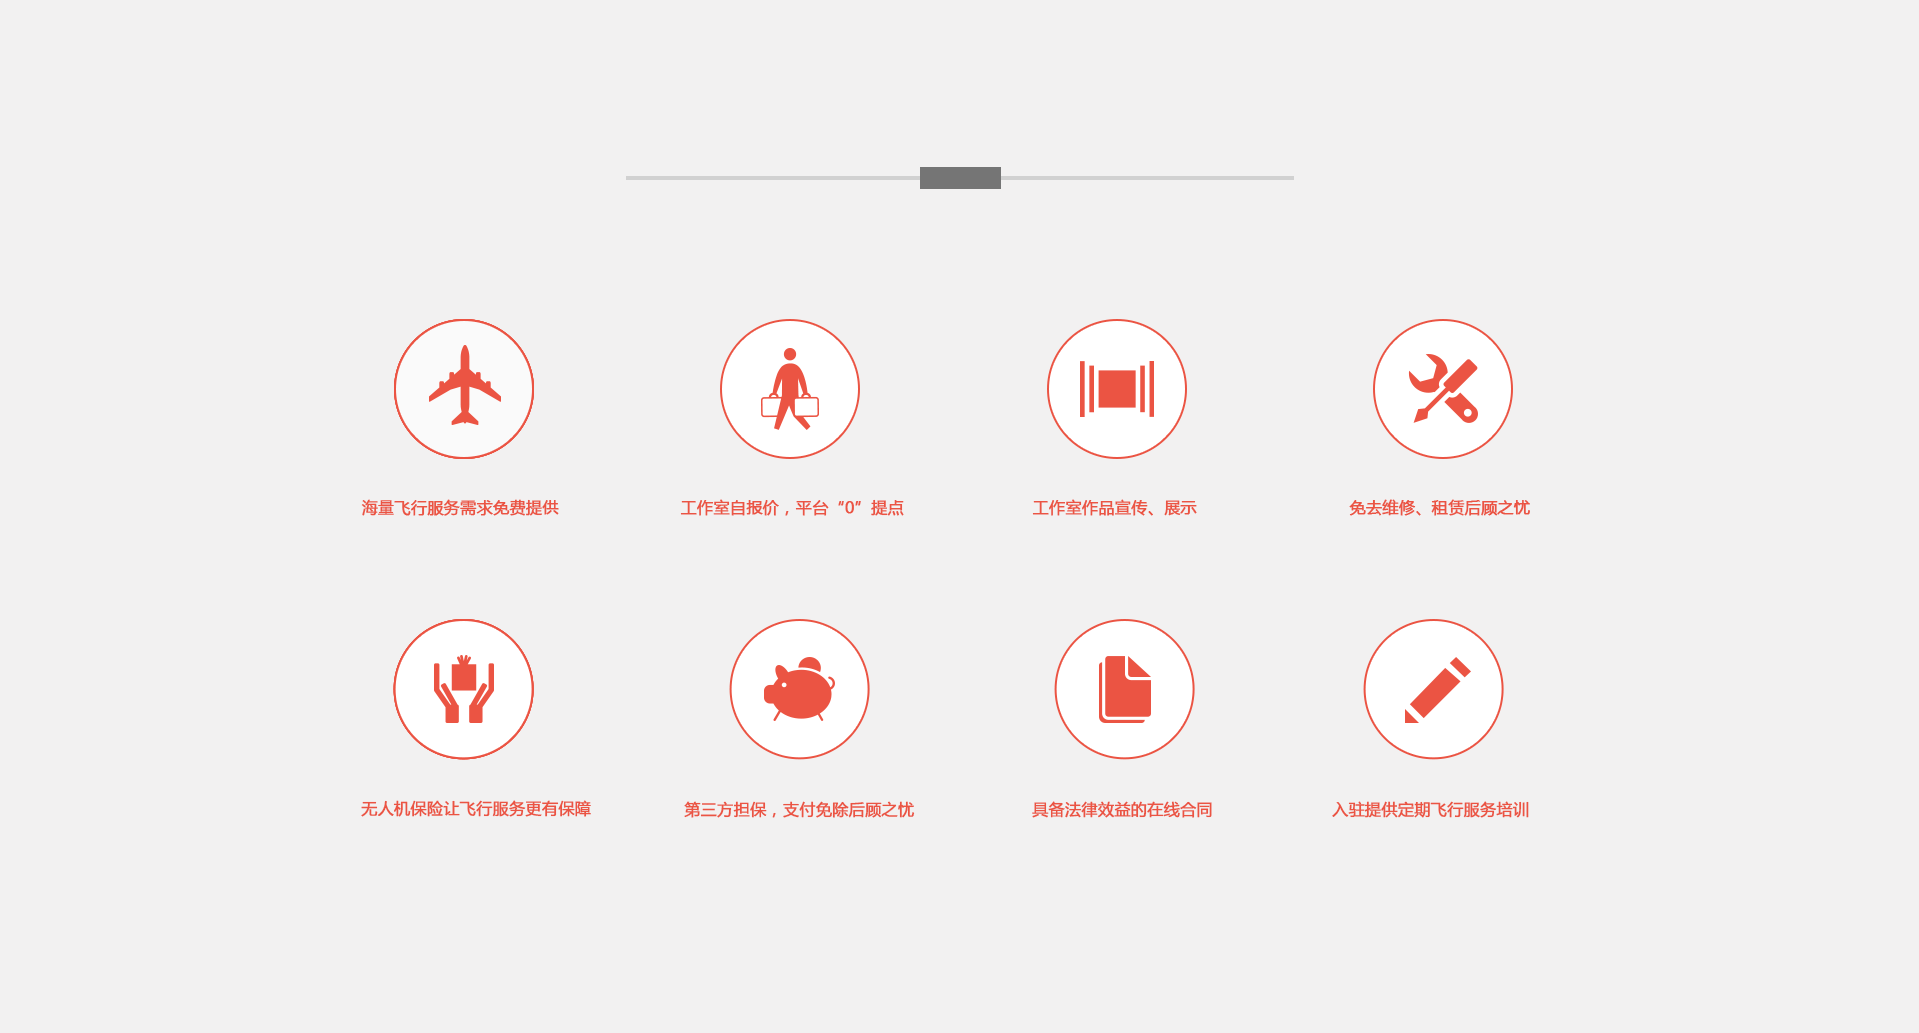 海量飞行服务需求免费提供
工作室自报价，平台“0”提点
工作室作品宣传、展示
免去维修、租赁后顾之忧
无人机保险让飞行服务更有保障
第三方担保，支付免除后顾之忧
具备法律效益的在线合同
入驻提供定期飞行服务培训